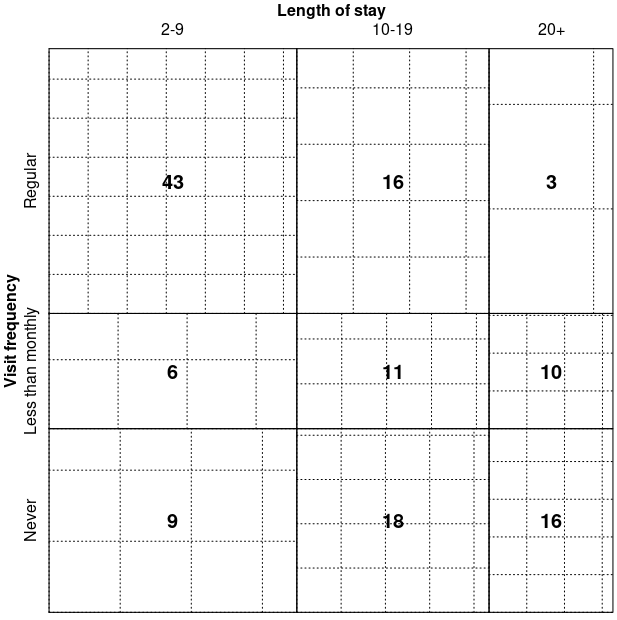 Length of stay
2-9 10-19 20+
Visit frequency
Regular
43 16 3
Less than monthly
6 11 10
Never
9 18 16